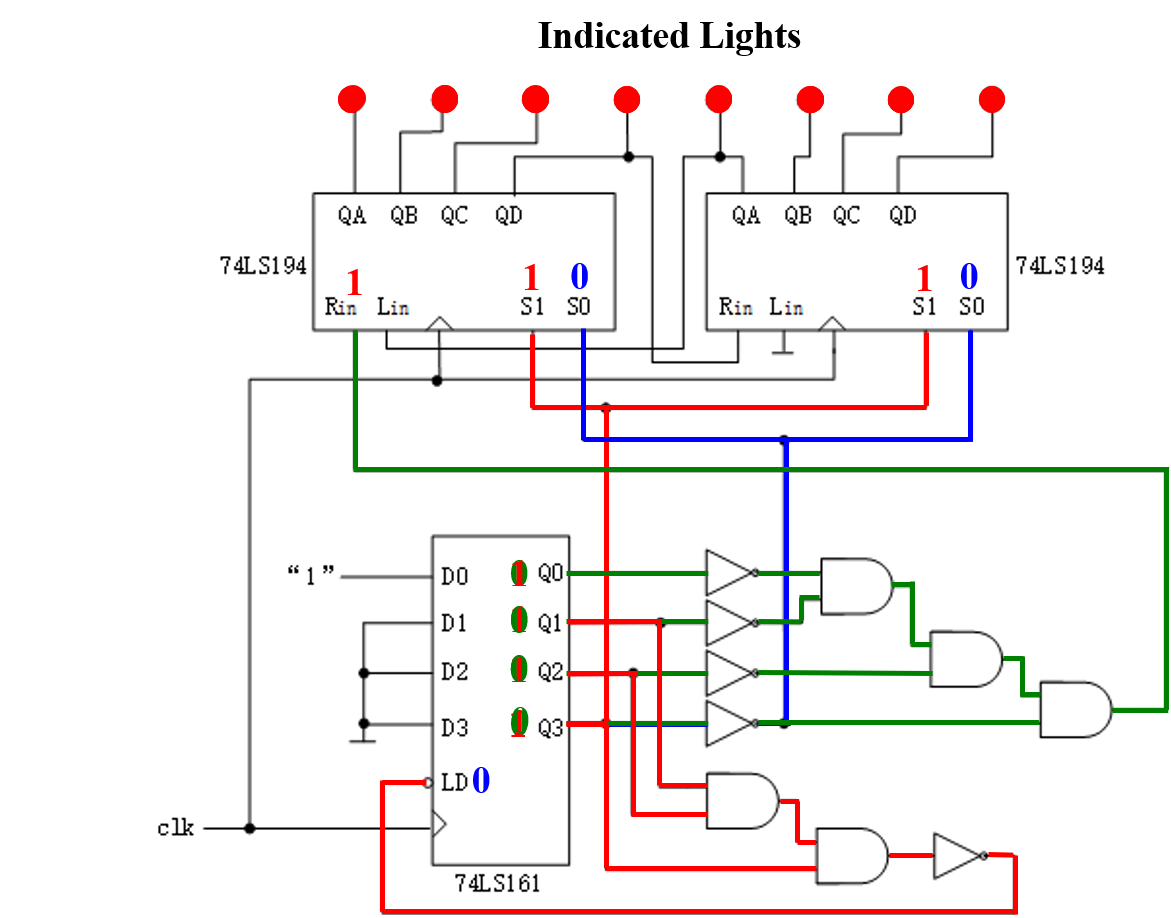 Indicated Lights
QA QB QC QD QA QB QC QD
74LS194 74LS194
1 1 0 1 0
Rin Lin S1 S0 Rin Lin S1 S0
“1” D0 Q0
D1 Q1
D2 Q2
D3 Q3
LD 0
clk
74LS161